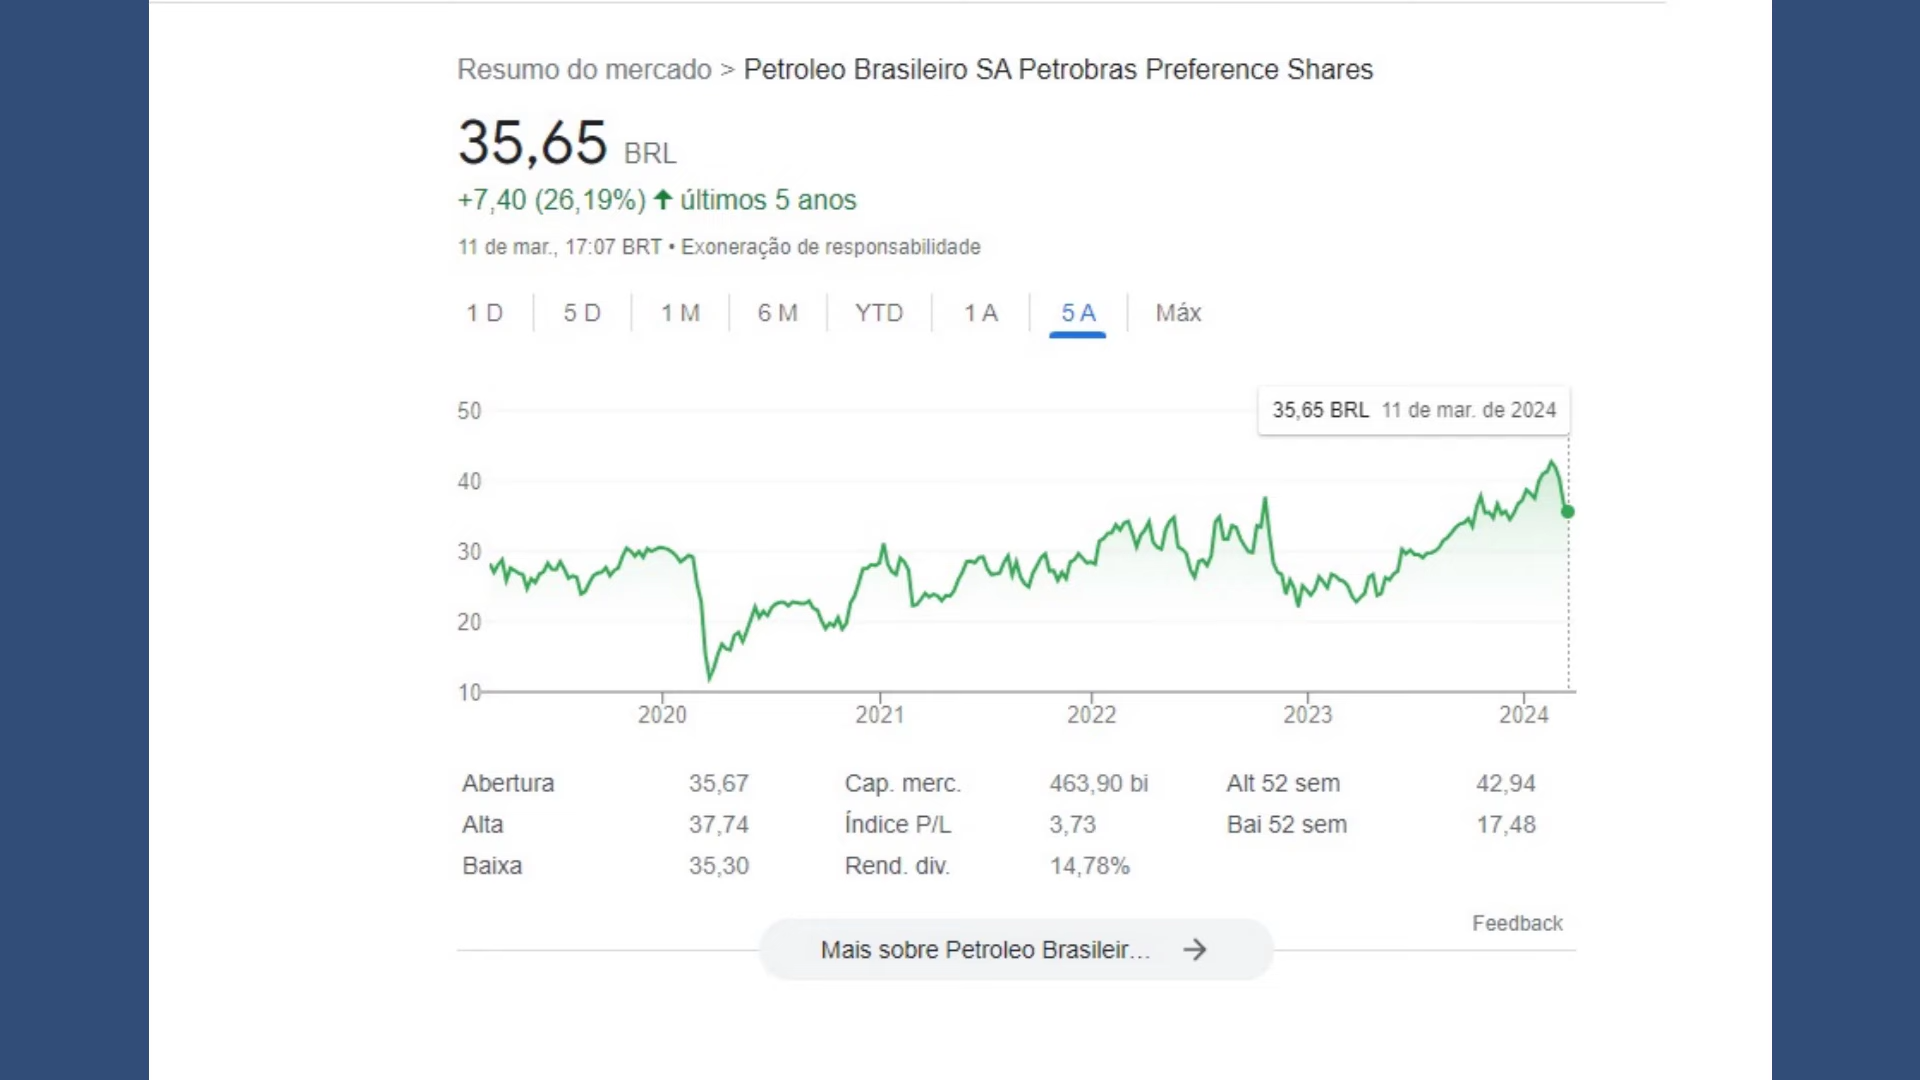 Resumo do mercado > Petroleo Brasileiro SA Petrobras Preference Shares
35,65 BRL
+7,40 (26,19%) ↑ últimos 5 anos
11 de mar., 17:07 BRT • Exoneração de responsabilidade
1 D 5 D 1 M 6 M YTD 1 A 5 A Máx
35,65 BRL 11 de mar. de 2024
50
40
30
20
10
2020 2021 2022 2023 2024
Abertura 35,67 Cap. merc. 463,90 bi Alt 52 sem 42,94
Alta 37,74 Índice P/L 3,73 Bai 52 sem 17,48
Baixa 35,30 Rend. div. 14,78%
Feedback
Mais sobre Petroleo Brasileir... →